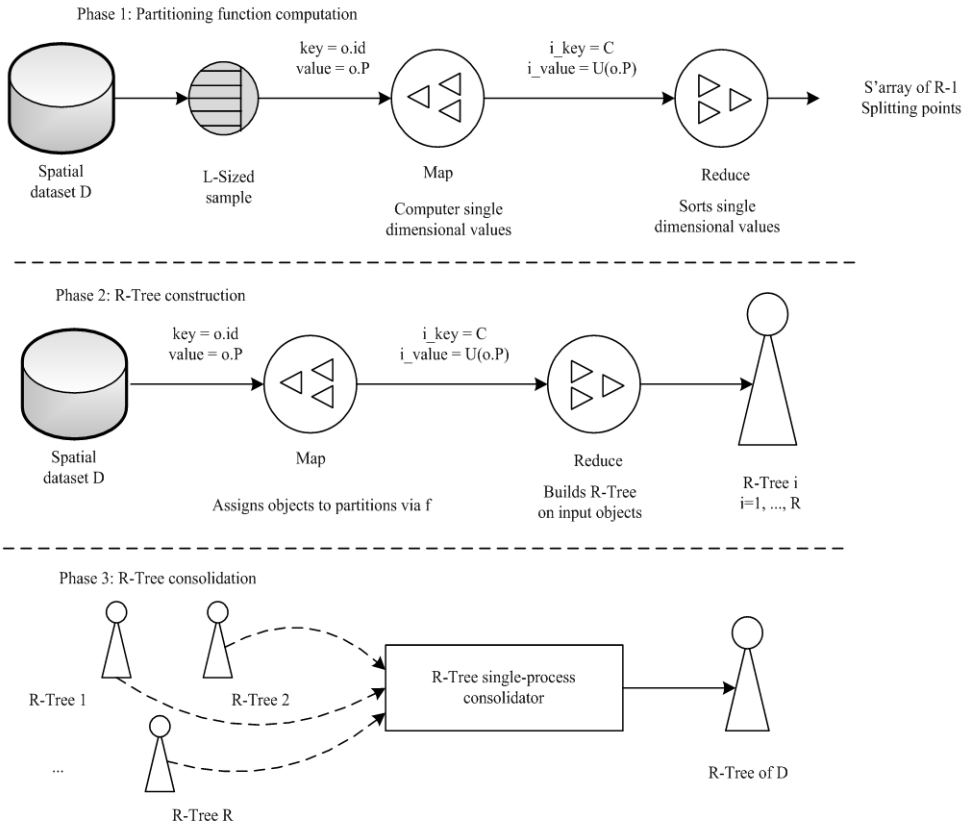 Phase 1: Partitioning function computation
key = o.id
value = o.P
i_key = C
i_value = U(o.P)
S'array of R-1
Splitting points
Spatial
dataset D
L-Sized
sample
Map
Reduce
Computer single
dimensional values
Sorts single
dimensional values
Phase 2: R-Tree construction
key = o.id
value = o.P
i_key = C
i_value = U(o.P)
Spatial
dataset D
Map
Reduce
Assigns objects to partitions via f
Builds R-Tree
on input objects
R-Tree i
i=1, ..., R
Phase 3: R-Tree consolidation
R-Tree 1
R-Tree 2
R-Tree single-process
consolidator
...
R-Tree R
R-Tree of D